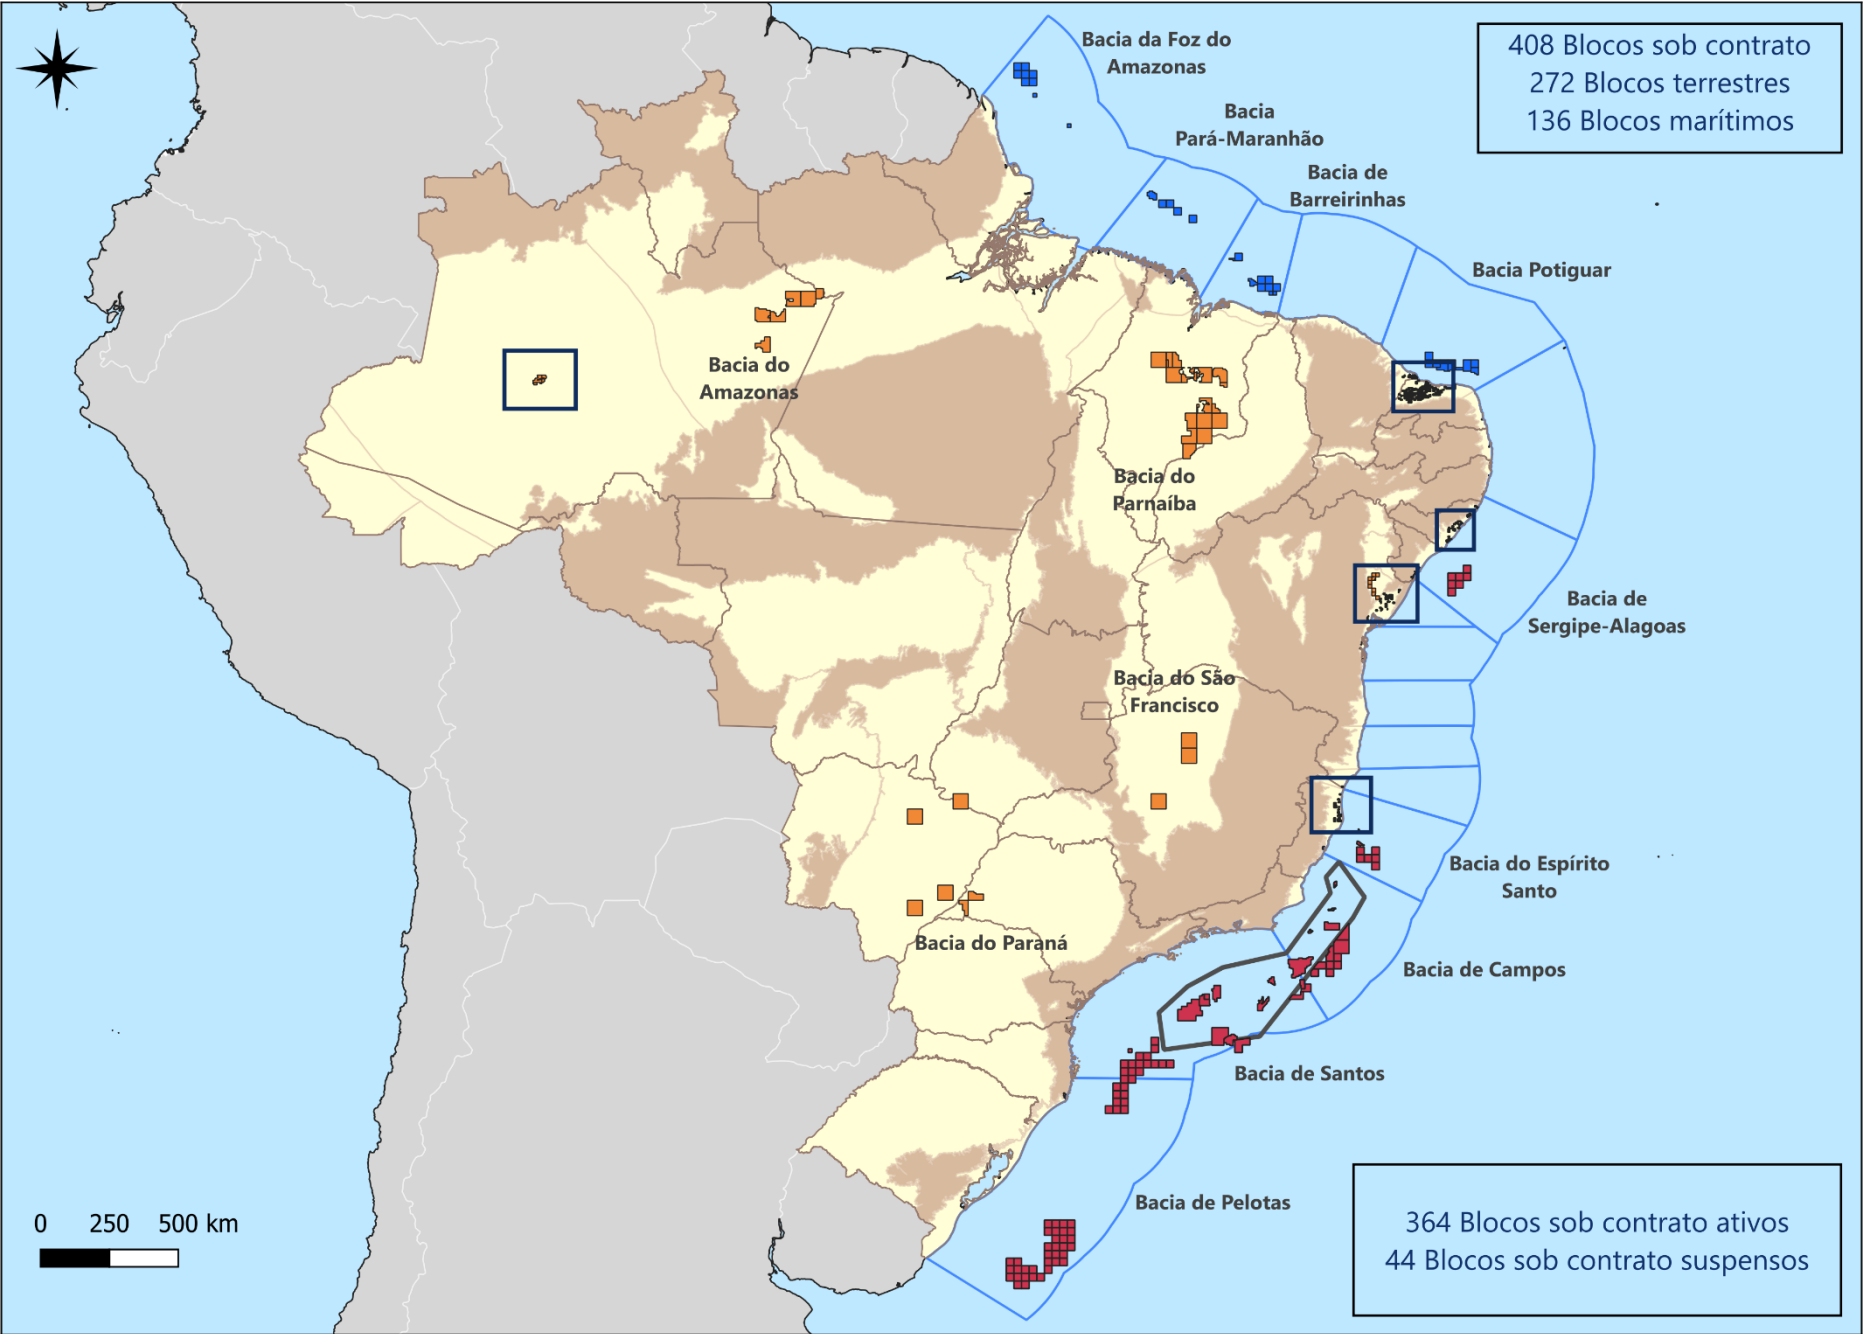 Bacia da Foz do
Amazonas
408 Blocos sob contrato
272 Blocos terrestres
136 Blocos marítimos
Bacia
Pará-Maranhão
Bacia de
Barreirinhas
Bacia Potiguar
Bacia do
Amazonas
Bacia do
Parnaíba
Bacia de
Sergipe-Alagoas
Bacia do São
Francisco
Bacia do Espírito
Santo
Bacia do Paraná
Bacia de Campos
Bacia de Santos
Bacia de Pelotas
0 250 500 km
364 Blocos sob contrato ativos
44 Blocos sob contrato suspensos